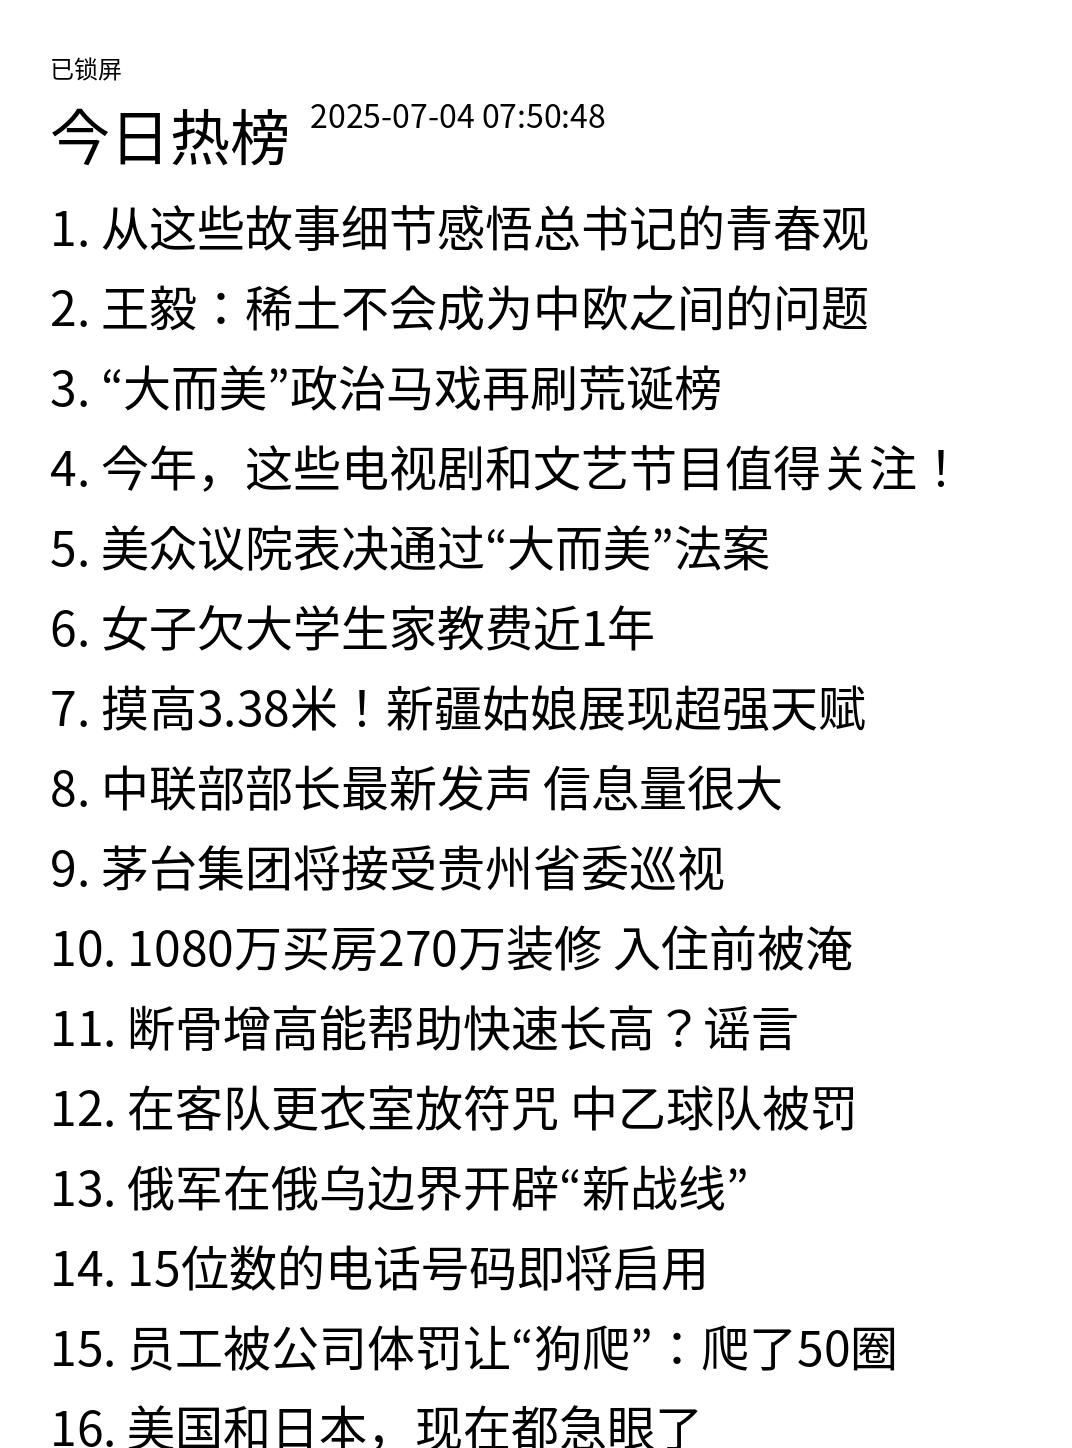 已锁屏
今日热榜 2025-07-04 07:50:48
1. 从这些故事细节感悟总书记的青春观
2. 王毅：稀土不会成为中欧之间的问题
3. “大而美”政治马戏再刷荒诞榜
4. 今年，这些电视剧和文艺节目值得关注！
5. 美众议院表决通过“大而美”法案
6. 女子欠大学生家教费近1年
7. 摸高3.38米！新疆姑娘展现超强天赋
8. 中联部部长最新发声 信息量很大
9. 茅台集团将接受贵州省委巡视
10. 1080万买房270万装修 入住前被淹
11. 断骨增高能帮助快速长高？谣言
12. 在客队更衣室放符咒 中乙球队被罚
13. 俄军在俄乌边界开辟“新战线”
14. 15位数的电话号码即将启用
15. 员工被公司体罚让“狗爬”：爬了50圈
16. 美国和日本，现在都急眼了